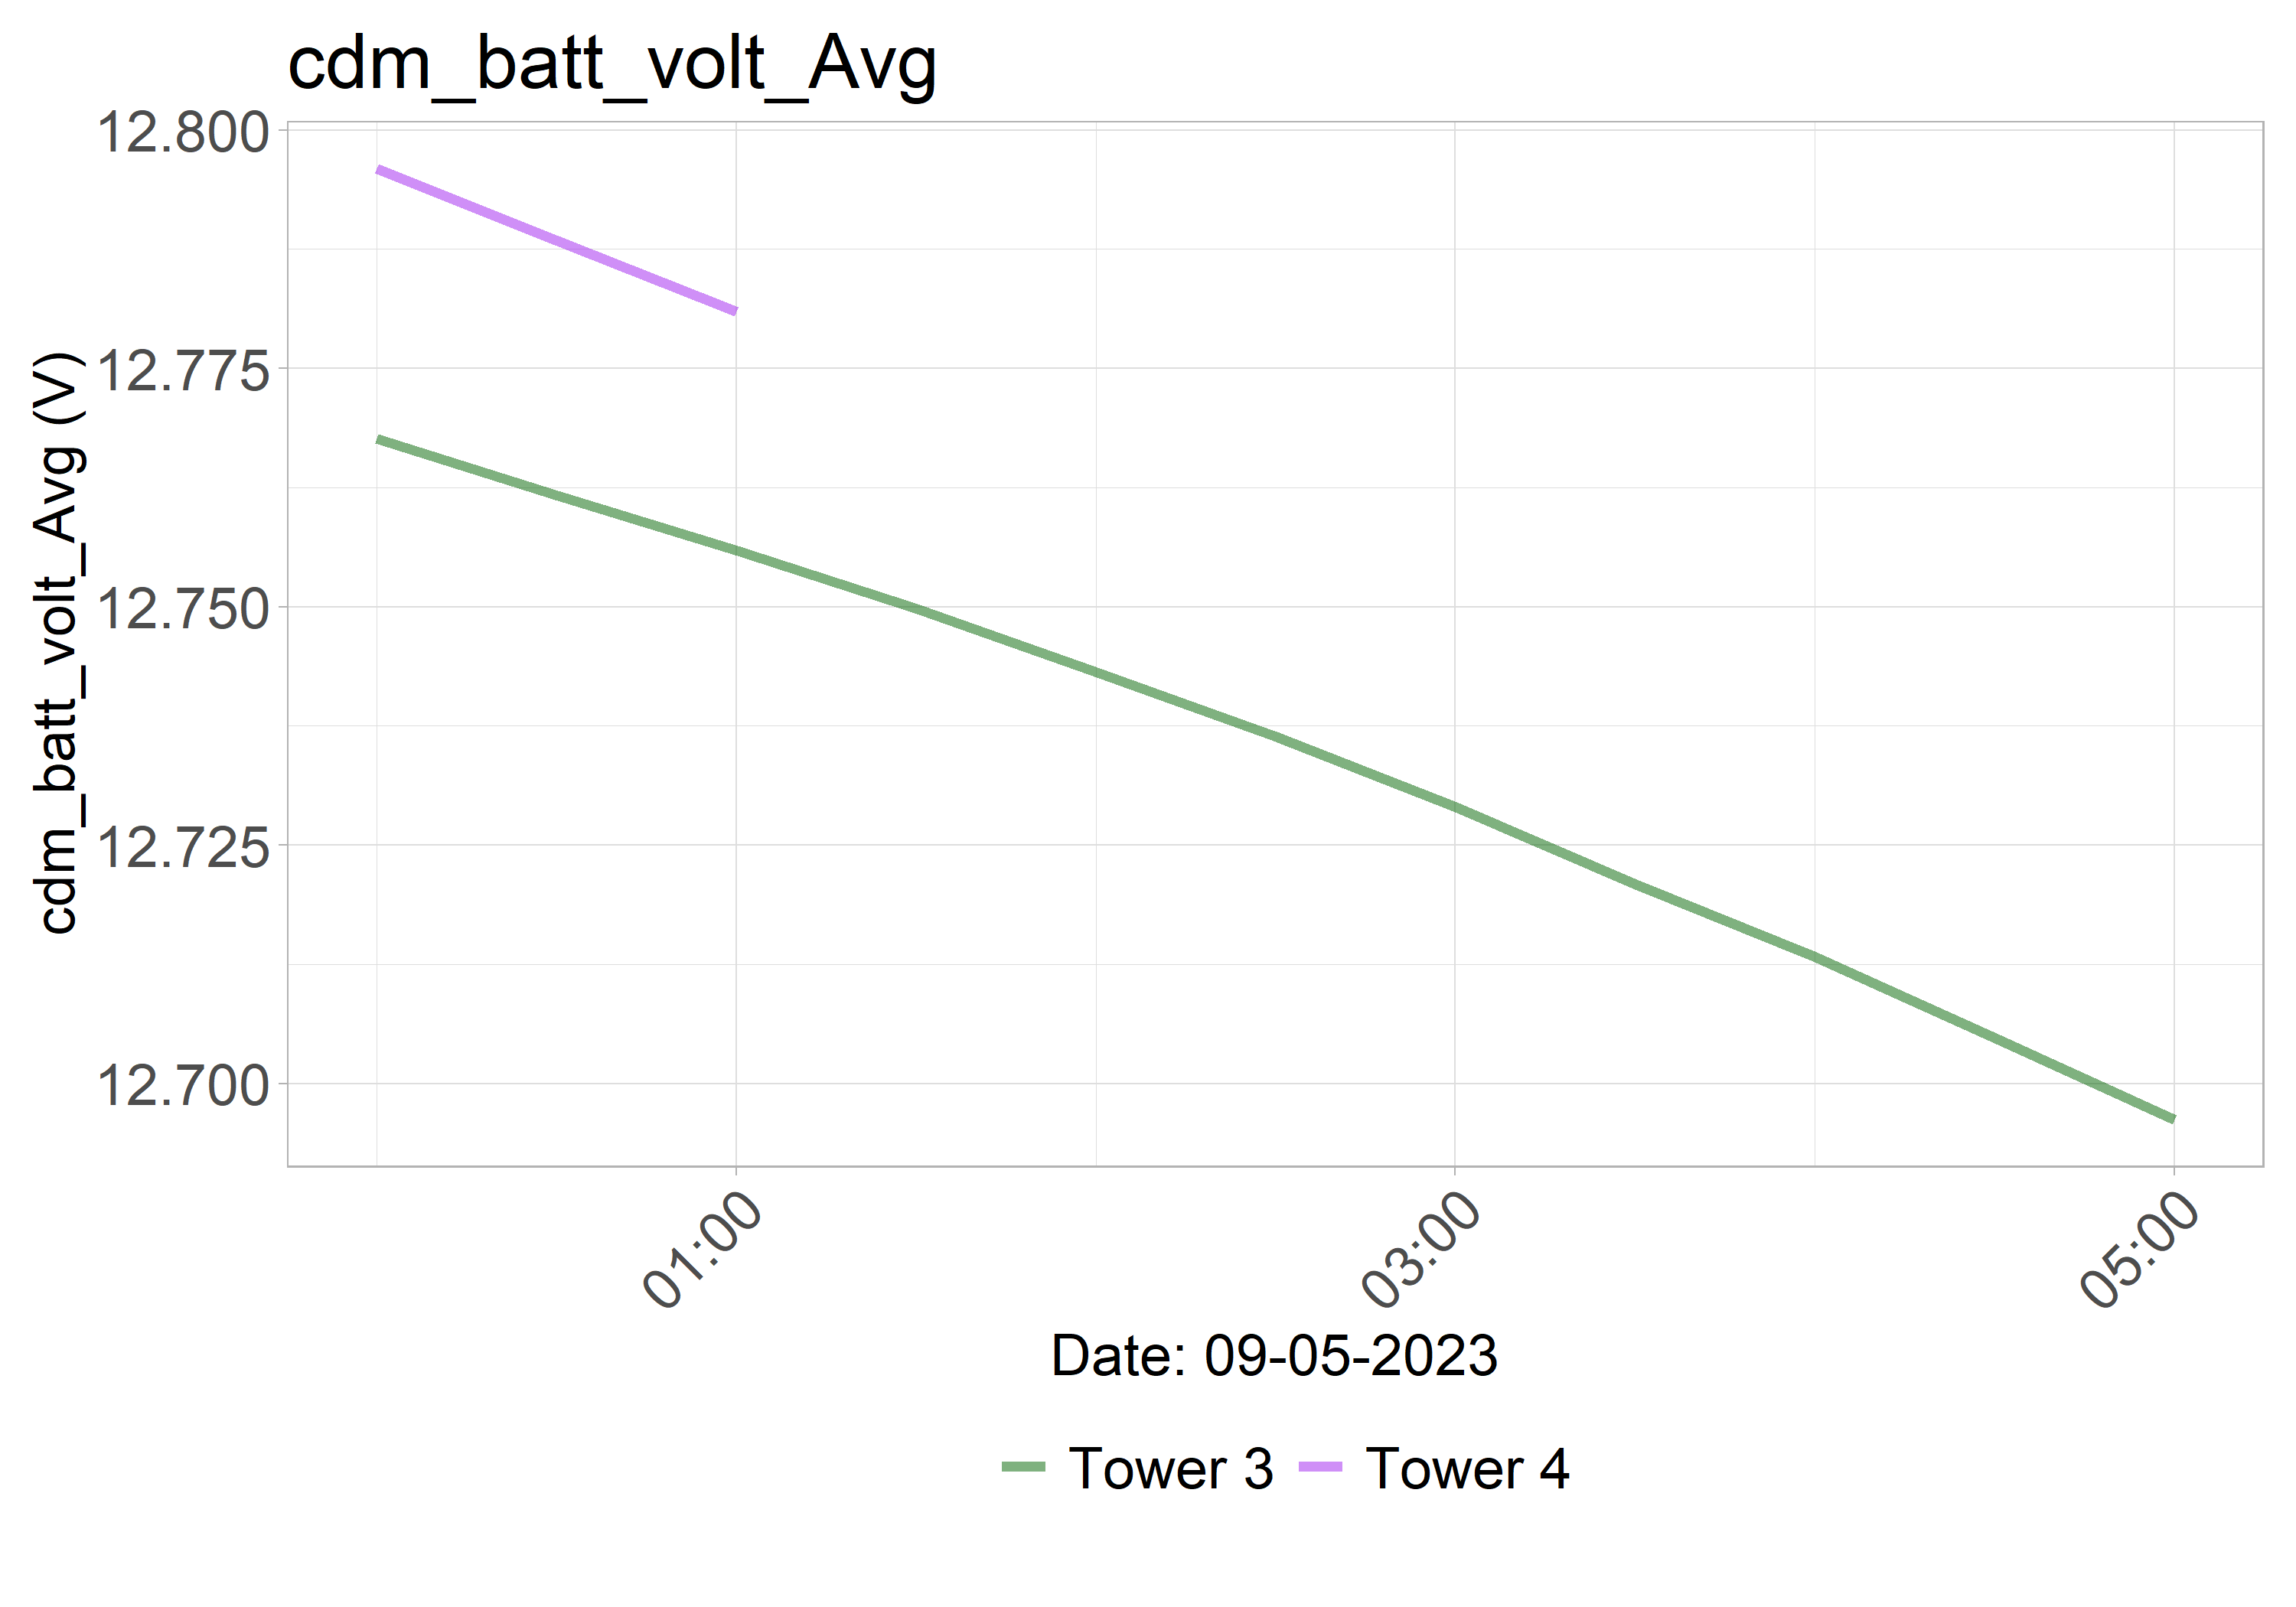 cdm_batt_volt_Avg
cdm_batt_volt_Avg (V)
12.800
12.775
12.750
12.725
12.700
01:00
03:00
05:00
Date: 09-05-2023
Tower 3
Tower 4